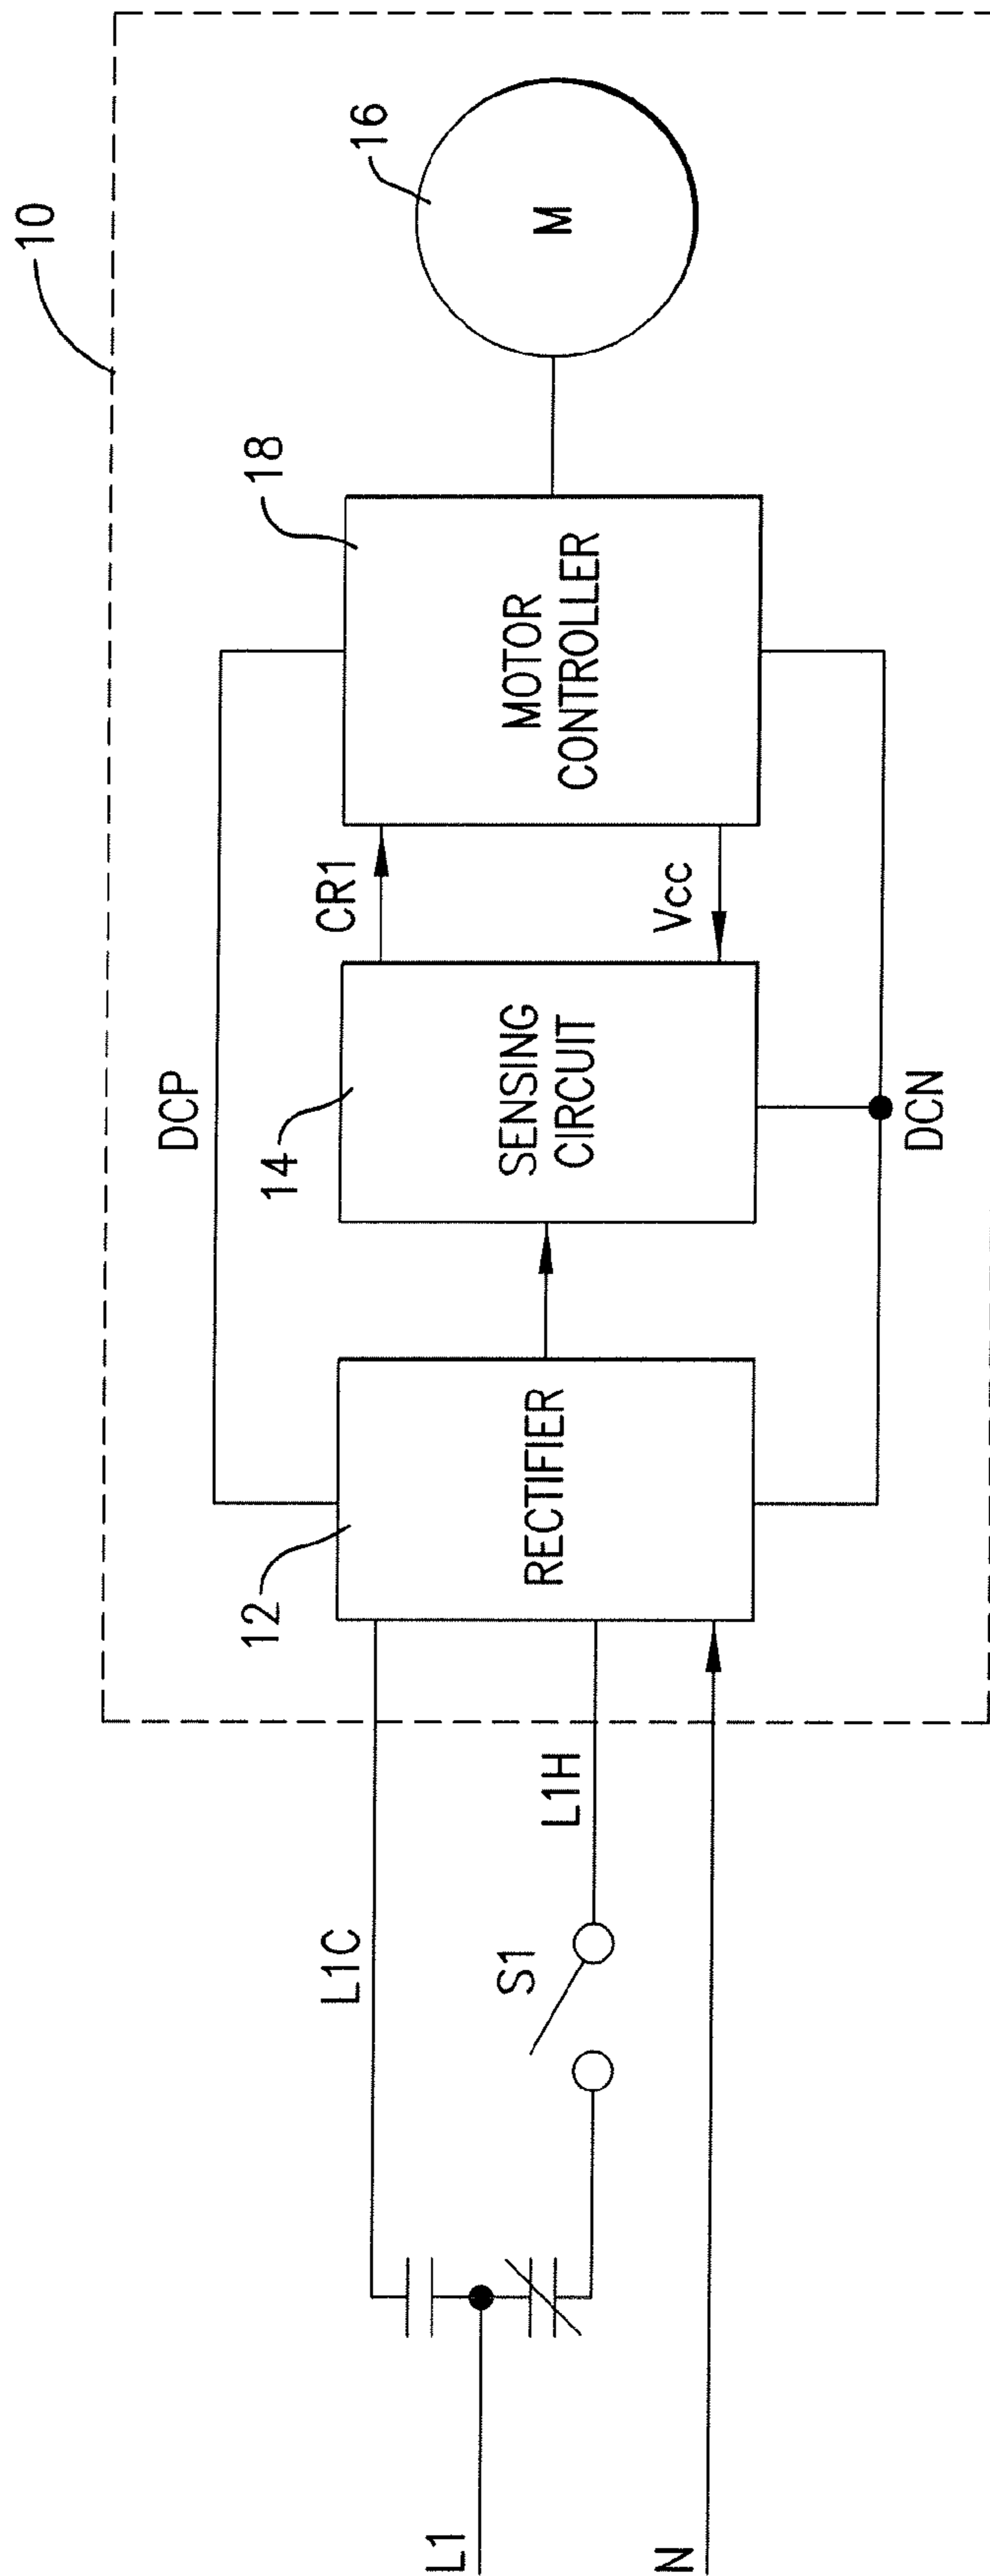 10
16
M
18
MOTOR
CONTROLLER
DCP
CR1
Vcc
14
SENSING
CIRCUIT
DCN
12
RECTIFIER
L1C
L1H
S1
L1
N